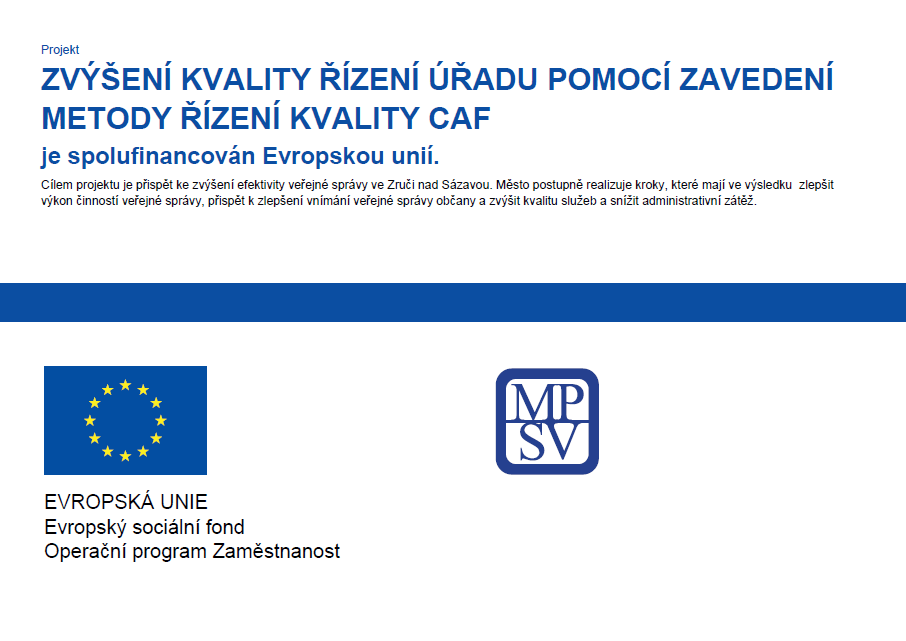 Projekt
ZVÝŠENÍ KVALITY ŘÍZENÍ ÚŘADU POMOCÍ ZAVEDENÍ
METODY ŘÍZENÍ KVALITY CAF
je spolufinancován Evropskou unií.
Cílem projektu je přispět ke zvýšení efektivity veřejné správy ve Zruči nad Sázavou. Město postupně realizuje kroky, které mají ve výsledku zlepšit
výkon činností veřejné správy, přispět k zlepšení vnímání veřejné správy občany a zvýšit kvalitu služeb a snížit administrativní zátěž.
MP
SV
EVROPSKÁ UNIE
Evropský sociální fond
Operační program Zaměstnanost